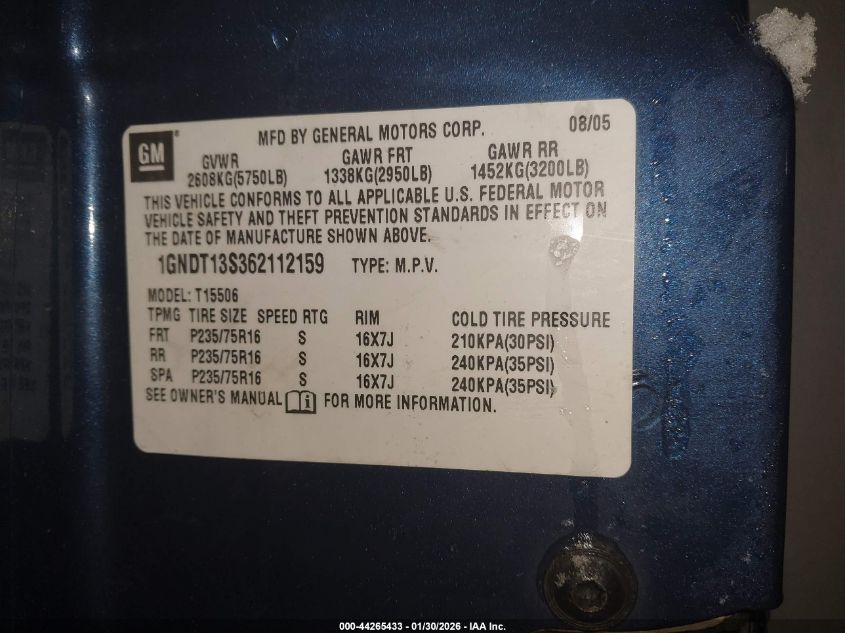 GM
MFD BY GENERAL MOTORS CORP. 08/05
GVWR GAWR FRT GAWR RR
2608KG(5750LB) 1338KG(2950LB) 1452KG(3200LB)
THIS VEHICLE CONFORMS TO ALL APPLICABLE U.S. FEDERAL MOTOR
VEHICLE SAFETY AND THEFT PREVENTION STANDARDS IN EFFECT ON
THE DATE OF MANUFACTURE SHOWN ABOVE.
1GNDT13S362112159 TYPE: M.P.V.
MODEL: T15506
TPMG TIRE SIZE SPEED RTG RIM COLD TIRE PRESSURE
FRT P235/75R16 S 16X7J 210KPA(30PSI)
RR P235/75R16 S 16X7J 240KPA(35PSI)
SPA P235/75R16 S 16X7J 240KPA(35PSI)
SEE OWNER'S MANUAL FOR MORE INFORMATION.
000-44265433 - 01/30/2026 - IAA Inc.